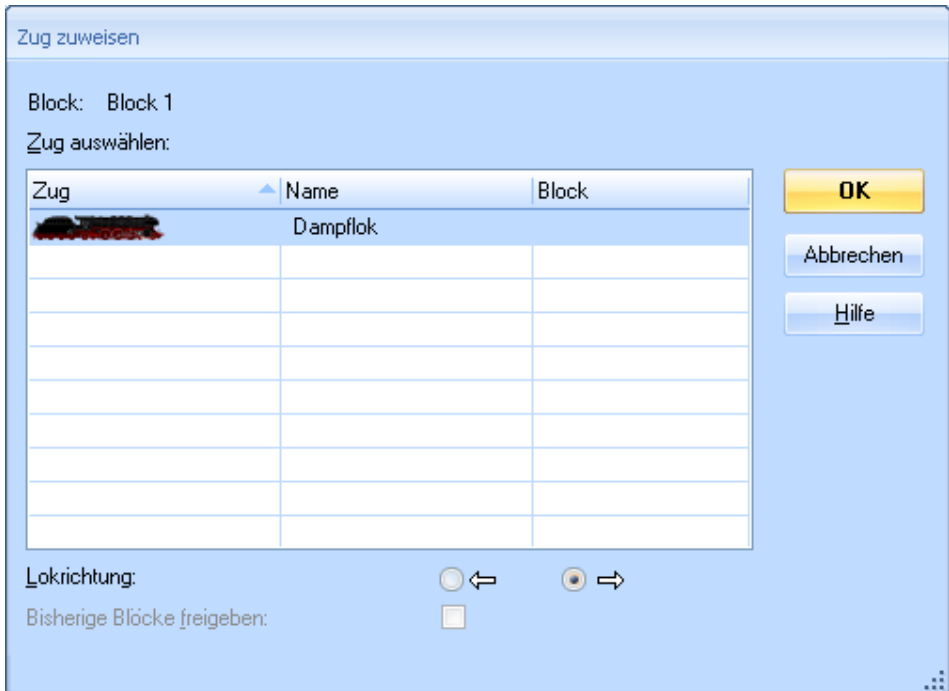 Zug zuweisen
Block: Block 1
Zug auswählen:
Zug Name Block
Dampflok
OK
Abbrechen
Hilfe
Lokrichtung:
Bisherige Blöcke freigeben: